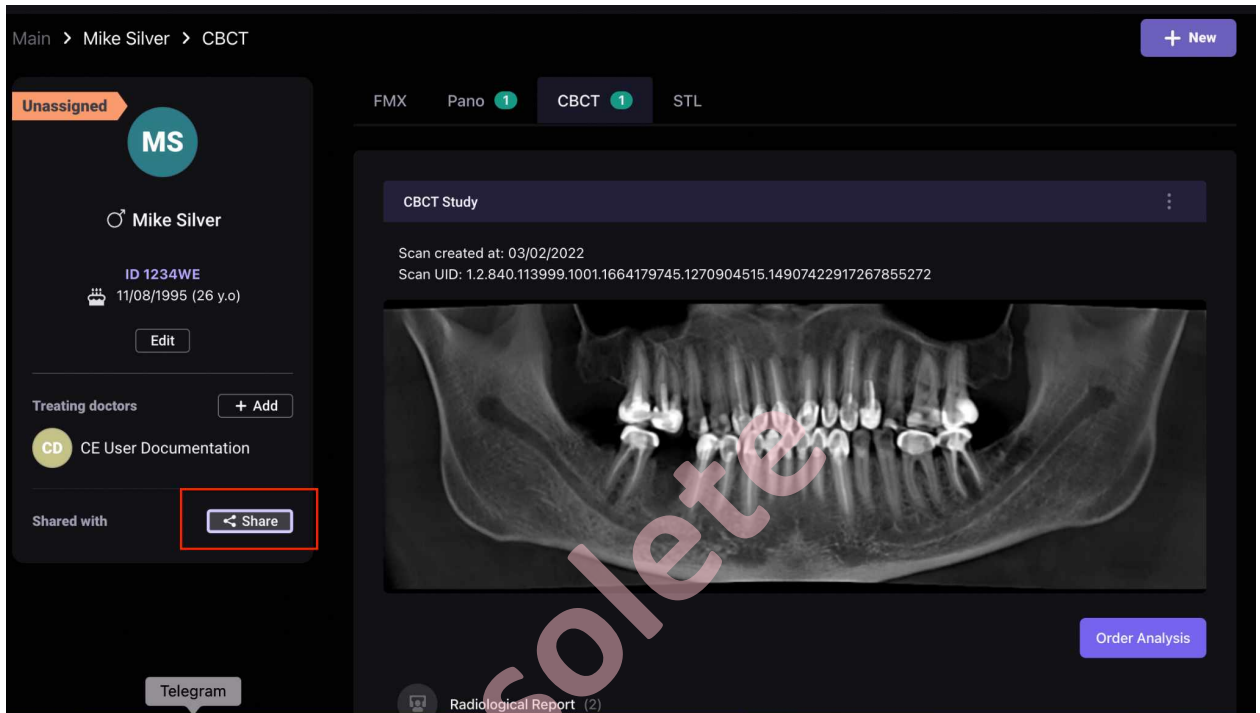 Main > Mike Silver > CBCT
+ New
Unassigned
MS
Mike Silver
ID 1234WE
11/08/1995 (26 y.o)
Edit
Treating doctors
+ Add
CD
CE User Documentation
Shared with
Share
Telegram
FMX Pano 1 CBCT 1 STL
CBCT Study
Scan created at: 03/02/2022
Scan UID: 1.2.840.113999.1001.1664179745.1270904515.14907422917267855272
Order Analysis
Radiological Report (2)
solete